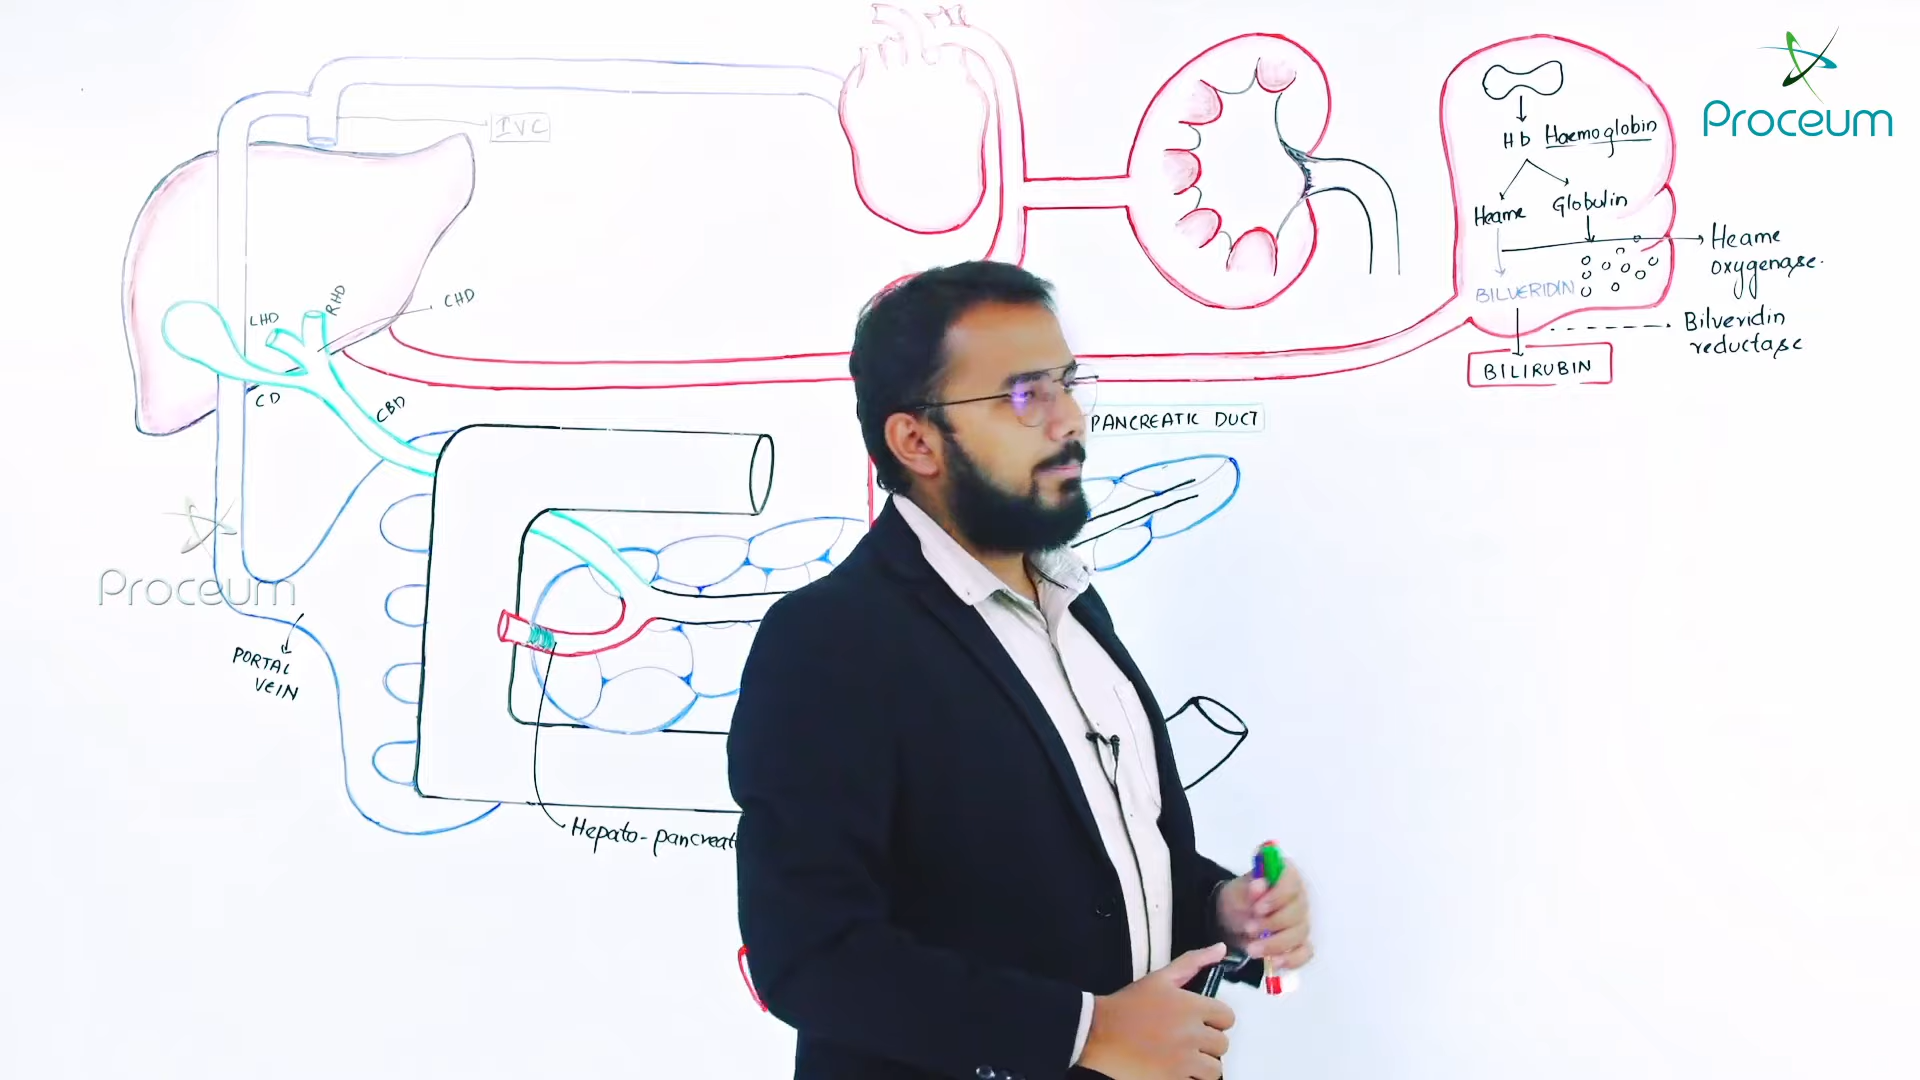 Proceum
IVC
Hb Haemoglobin
Heame
Globulin
Heame
oxygenase.
BILVERIDIN
Bilveridin
reductase
BILIRUBIN
LHD
RHD
CHD
CD
CBD
PANCREATIC DUCT
Proceum
PORTAL
VEIN
Hepato-pancreat